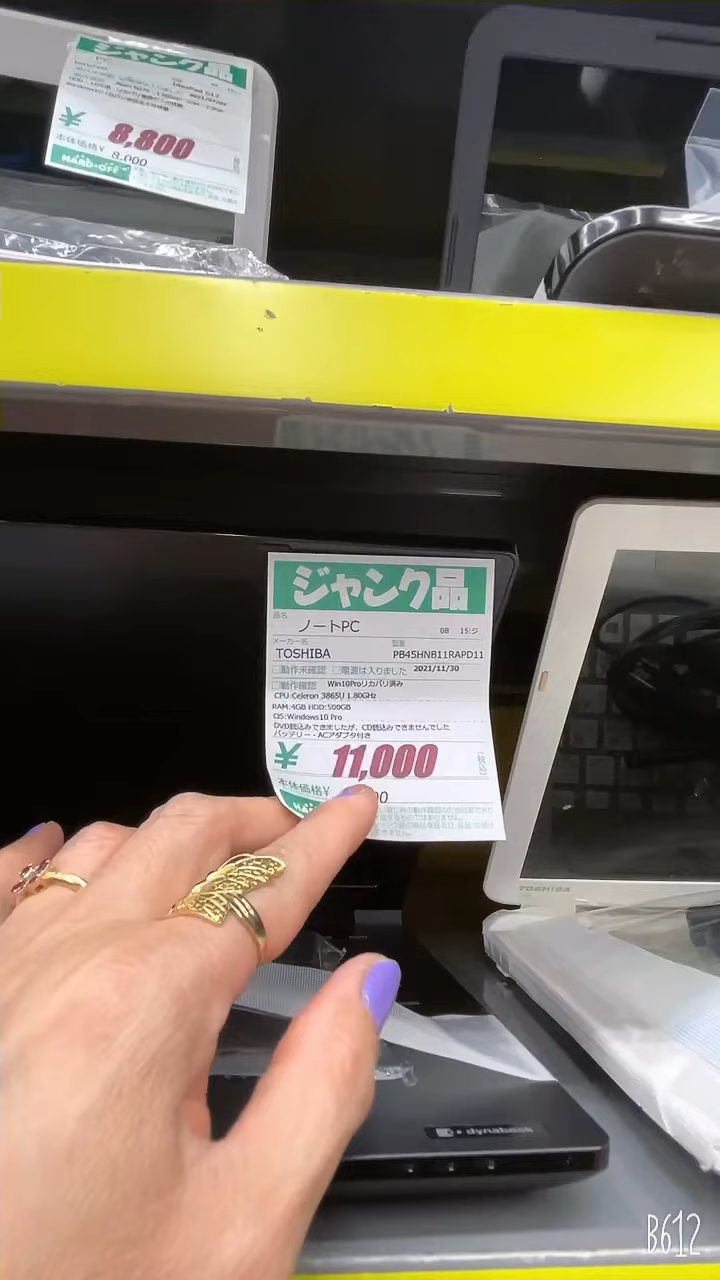 ジャンク品
8,800
本体価格¥ 8,000
HARD·OFF
ジャンク品
品名
ノートPC
08 15:ジ
メーカー名 型番
TOSHIBA PB45HNB11RAPD11
動作未確認 電源は入りました 2021/11/30
動作確認 Win10Proリカバリ済み
CPU:Celeron 3865U 1.80GHz
RAM:4GB HDD:500GB
OS:Windows10 Pro
DVD読込みできましたが、CD読込みできませんでした
バッテリー・ACアダプタ付き
¥ 11,000
本体価格¥
TOSHIBA
dynabook
B612